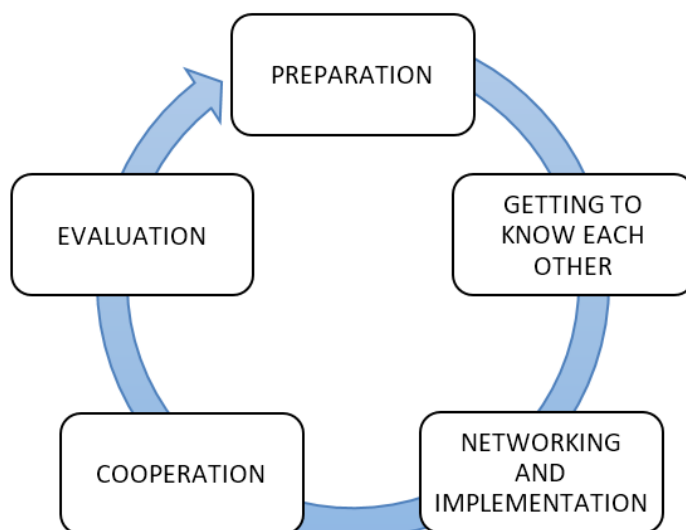 PREPARATION
GETTING TO
KNOW EACH
OTHER
NETWORKING
AND
IMPLEMENTATION
COOPERATION
EVALUATION